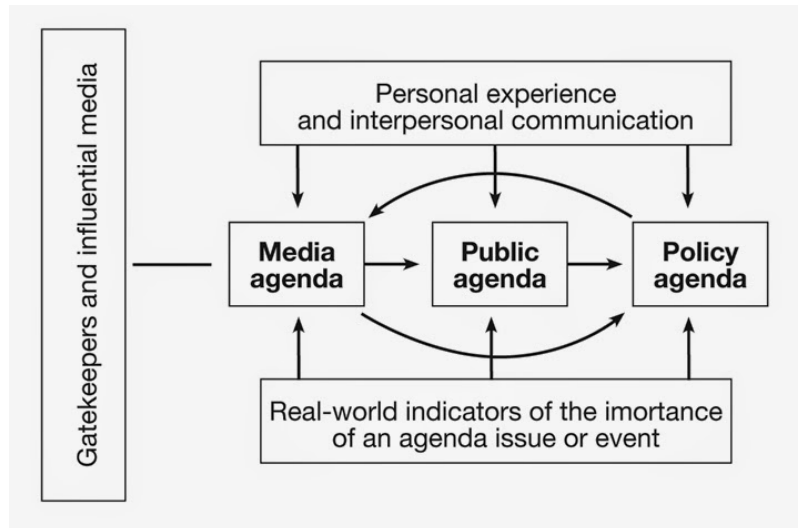 Gatekeepers and influential media
Personal experience
and interpersonal communication
Media
agenda
Public
agenda
Policy
agenda
Real-world indicators of the imortance
of an agenda issue or event